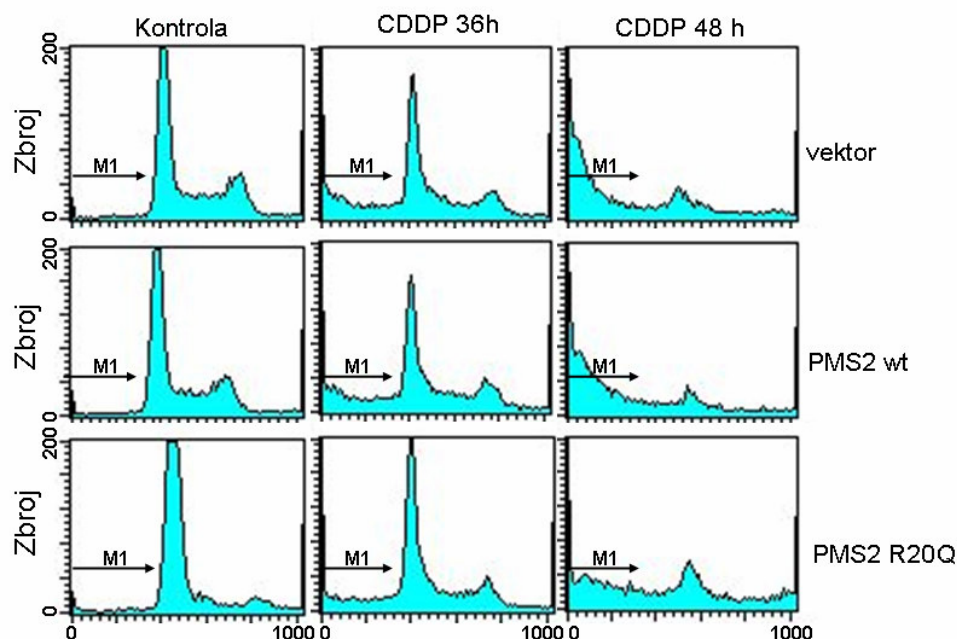 Kontrola CDDP 36h CDDP 48 h
200
Zbroj
M1 M1 M1
vektor
0
200
Zbroj
M1 M1 M1
PMS2 wt
0
200
Zbroj
M1 M1 M1
PMS2 R20Q
0
0 1000 0 1000 0 1000